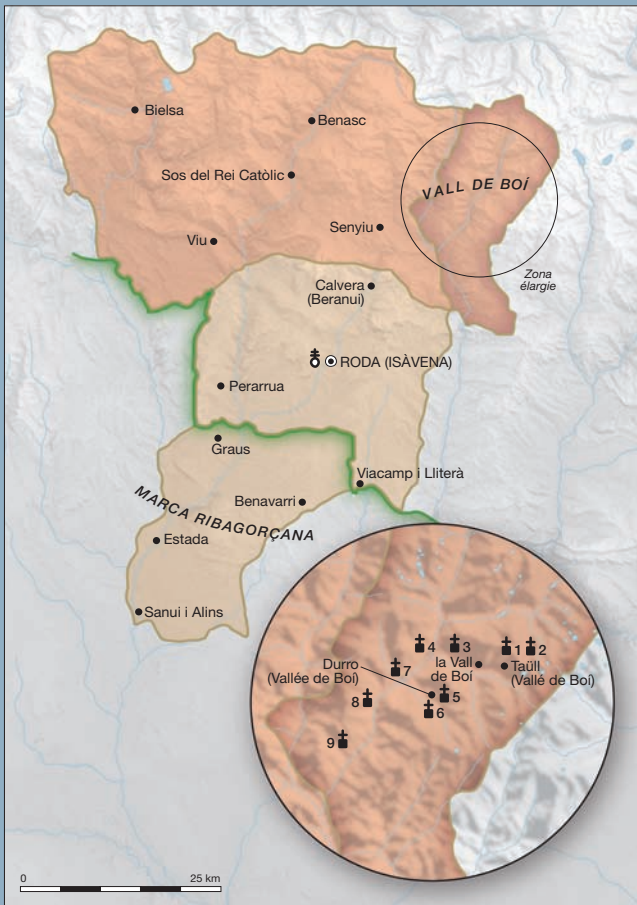 Bielsa
Benasc
Sos del Rei Catòlic
VALL DE BOÍ
Viu
Senyiu
Zona
élargie
Calvera
(Beranui)
RODA (ISÀVENA)
Perarrua
Graus
Viacamp i Lliterà
MARCA RIBAGORÇANA
Benavarri
Estada
Sanui i Alins
4
3
1
2
7
Durro
(Vallée de Boí)
la Vall
de Boí
Taüll
(Vallé de Boí)
8
5
6
9
0
25 km